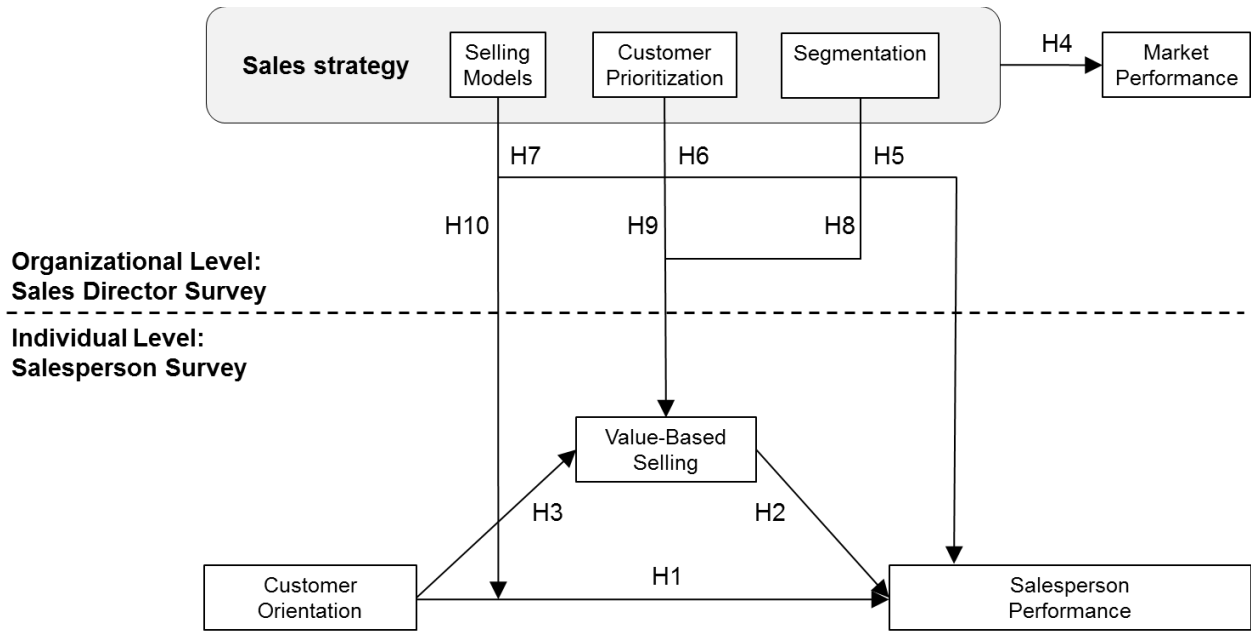 Sales strategy
Selling
Models
Customer
Prioritization
Segmentation
H4
Market
Performance
H7
H6
H5
H10
H9
H8
Organizational Level:
Sales Director Survey
Individual Level:
Salesperson Survey
Value-Based
Selling
H3
H2
H1
Customer
Orientation
Salesperson
Performance